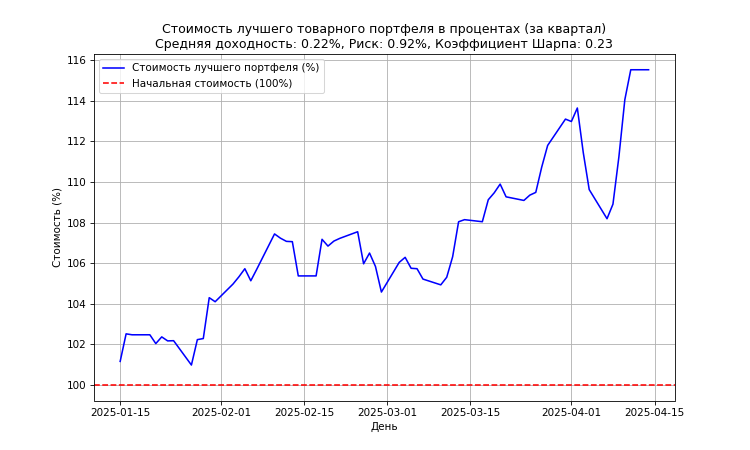 Стоимость лучшего товарного портфеля в процентах (за квартал)
Средняя доходность: 0.22%, Риск: 0.92%, Коэффициент Шарпа: 0.23
Стоимость лучшего портфеля (%)
Начальная стоимость (100%)
Стоимость (%)
116
114
112
110
108
106
104
102
100
2025-01-15
2025-02-01
2025-02-15
2025-03-01
2025-03-15
2025-04-01
2025-04-15
День